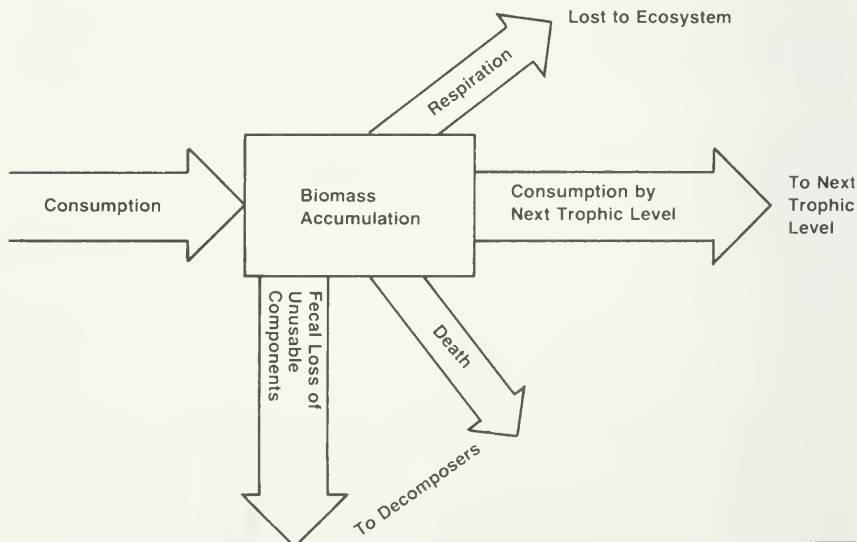 Lost to Ecosystem
Respiration
Consumption
Biomass
Accumulation
Consumption by
Next Trophic Level
To Next
Trophic
Level
Fecal Loss of
Unusable
Components
Death
To Decomposers